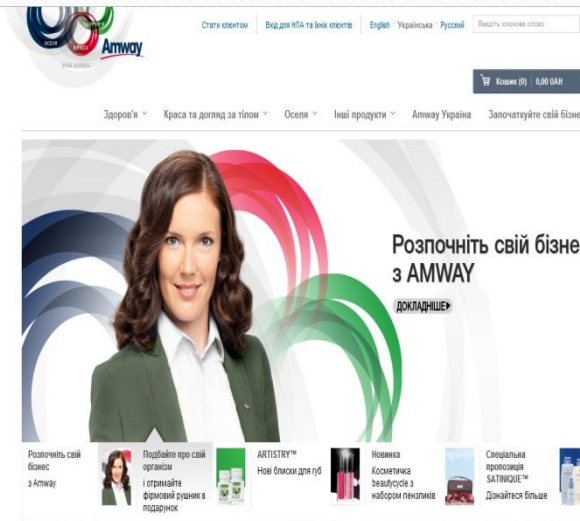 ОСЕЛЯ
КРАСА
Amway
Стати клієнтом
Вхід для НПА та їхніх клієнтів
English · Українська · Русский
Введіть ключове слово
Кошик (0) | 0,00 UAH
Здоров'я
Краса та догляд за тілом
Оселя
Інші продукти
Amway Україна
Започаткуйте свій бізне
Розпочніть свій бізне
з AMWAY
ДОКЛАДНІШЕ
Розпочніть свій
бізнес
з Amway
Подбайте про свій
організм
і отримайте
фірмовий рушник в
подарунок
ARTISTRY™
Нові блиски для губ
Новинка
Косметичка
beautycycle з
набором пензликів
Спеціальна
пропозиція
SATINIQUE™
Дізнайтеся більше